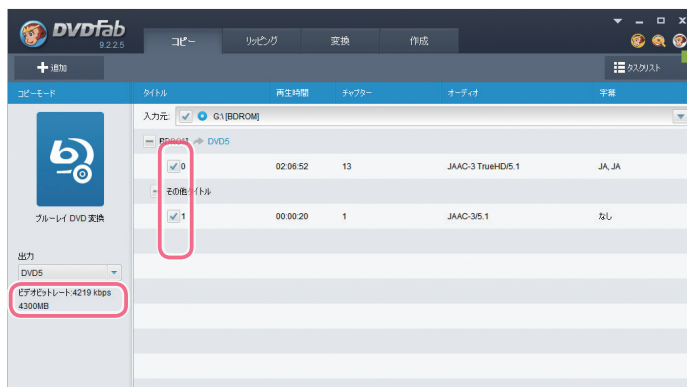 DVDFab
9.2.2.5
コピー リッピング 変換 作成
追加 タスクリスト
コピーモード タイトル 再生時間 チャプター オーディオ 字幕
入力元: G:\ [BDROM]
BDROM DVD5
0 02:06:52 13 JAAC-3 TrueHD/5.1 JA, JA
その他タイトル
1 00:00:20 1 JAAC-3/5.1 なし
ブルーレイ DVD 変換
出力
DVD5
ビデオビットレート:4219 kbps
4300MB